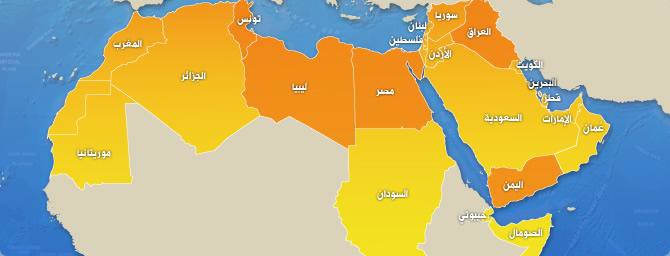 تونس
سوريا
لبنان
العراق
فلسطين
المغرب
الأردن
الكويت
الجزائر
ليبيا
مصر
البحرين
قطر
السعودية
الإمارات
عمان
موريتانيا
اليمن
السودان
جيبوتي
الصومال